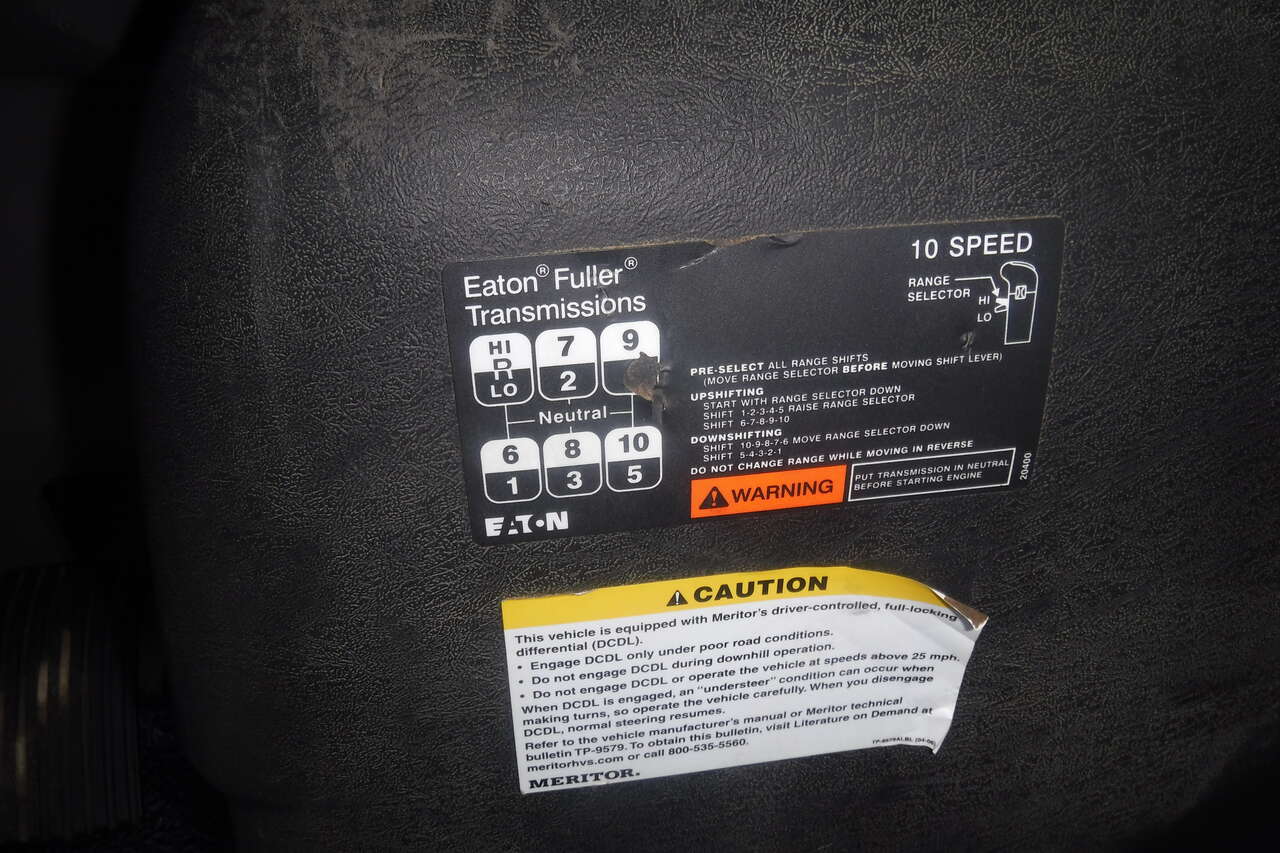 10 SPEED
Eaton® Fuller®
Transmissions
RANGE
SELECTOR
HI
LO
HI
R
LO
7
2
9
Neutral
6
1
8
3
10
5
EATON
PRE-SELECT ALL RANGE SHIFTS
(MOVE RANGE SELECTOR BEFORE MOVING SHIFT LEVER)
UPSHIFTING
START WITH RANGE SELECTOR DOWN
SHIFT 1-2-3-4-5 RAISE RANGE SELECTOR
SHIFT 6-7-8-9-10
DOWNSHIFTING
SHIFT 10-9-8-7-6 MOVE RANGE SELECTOR DOWN
SHIFT 5-4-3-2-1
DO NOT CHANGE RANGE WHILE MOVING IN REVERSE
WARNING
PUT TRANSMISSION IN NEUTRAL
BEFORE STARTING ENGINE
20400
CAUTION
This vehicle is equipped with Meritor's driver-controlled, full-locking
differential (DCDL).
• Engage DCDL only under poor road conditions.
• Do not engage DCDL during downhill operation.
• Do not engage DCDL or operate the vehicle at speeds above 25 mph.
When DCDL is engaged, an "understeer" condition can occur when
making turns, so operate the vehicle carefully. When you disengage
DCDL, normal steering resumes.
Refer to the vehicle manufacturer's manual or Meritor technical
bulletin TP-9579. To obtain this bulletin, visit Literature on Demand at
meritorhvs.com or call 800-535-5560.
MERITOR.